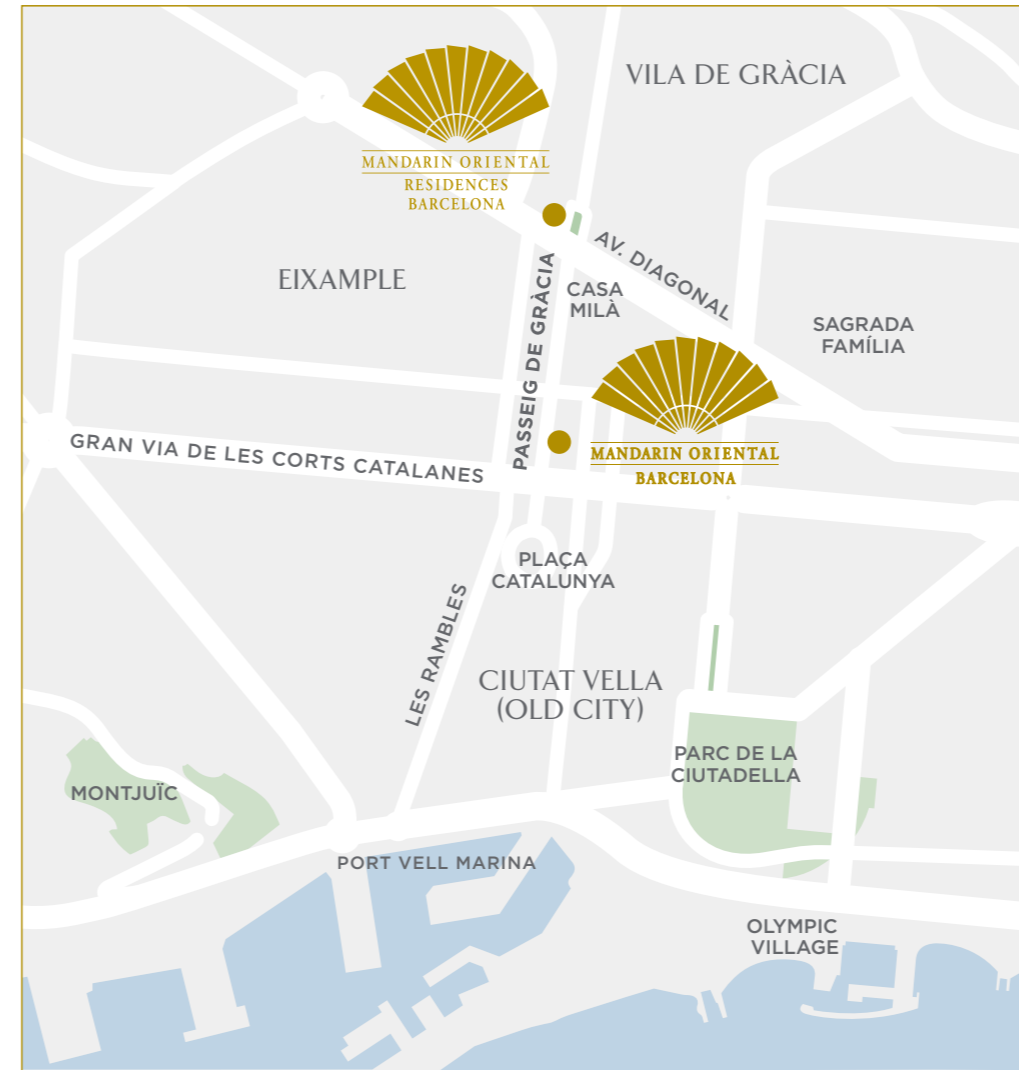 VILA DE GRÀCIA
MANDARIN ORIENTAL
RESIDENCES
BARCELONA
AV. DIAGONAL
EIXAMPLE
PASSEIG DE GRÀCIA
CASA
MILÀ
SAGRADA
FAMÍLIA
GRAN VIA DE LES CORTS CATALANES
MANDARIN ORIENTAL
BARCELONA
PLAÇA
CATALUNYA
LES RAMBLES
CIUTAT VELLA
(OLD CITY)
PARC DE LA
CIUTADELLA
MONTJUÏC
PORT VELL MARINA
OLYMPIC
VILLAGE